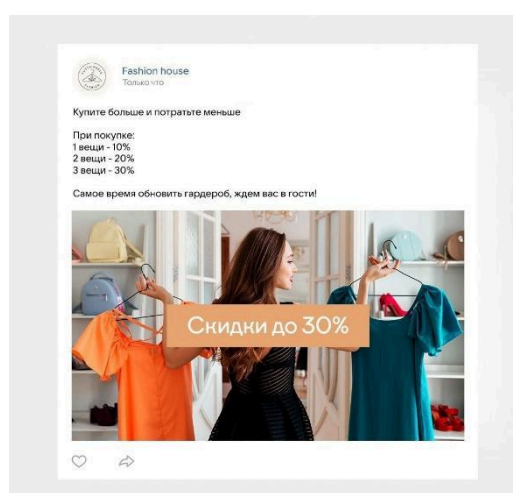 Fashion house
Только что
Купите больше и потратьте меньше
При покупке:
1 вещи - 10%
2 вещи - 20%
3 вещи - 30%
Самое время обновить гардероб, ждем вас в гости!
Скидки до 30%